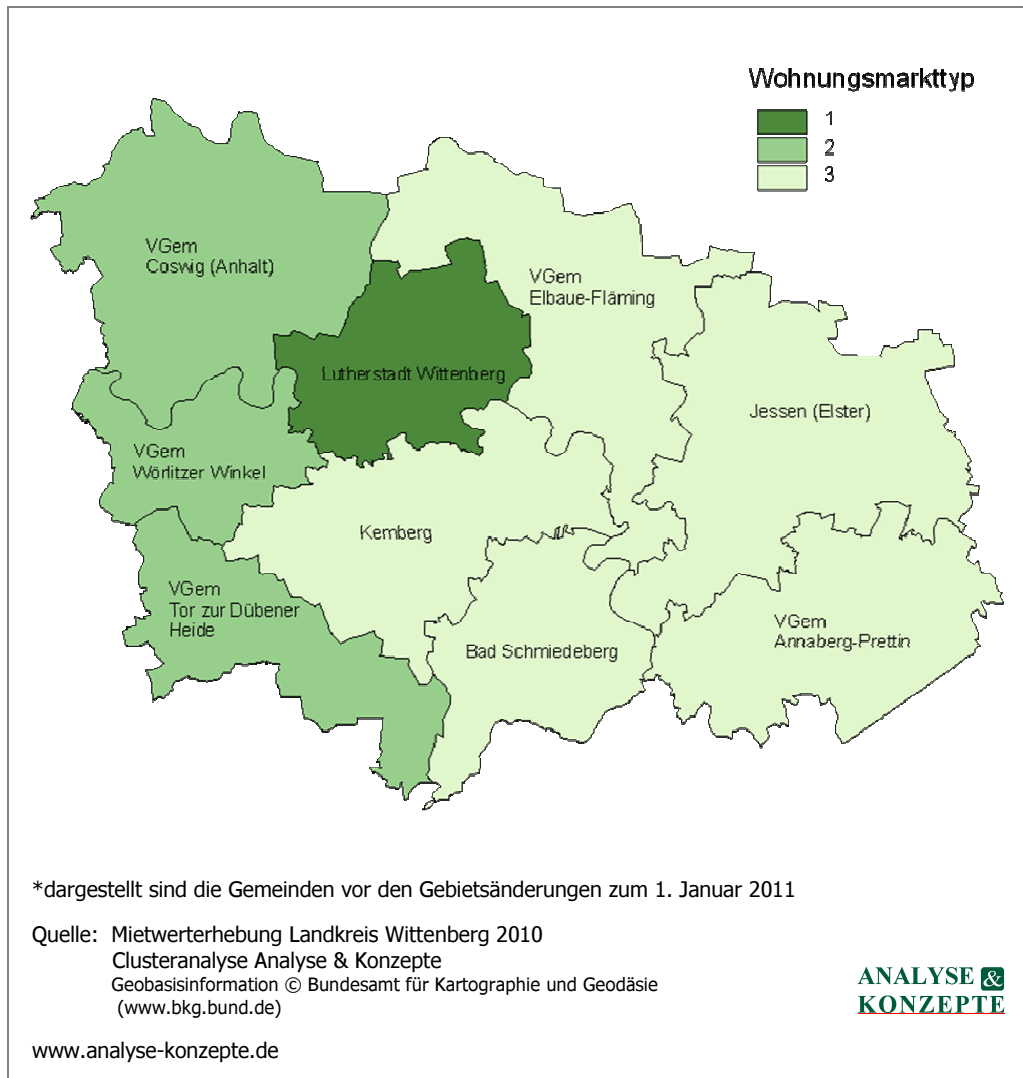 Wohnungsmarkttyp
1
2
3
VGem
Coswig (Anhalt)
VGem
Elbaue-Fläming
Lutherstadt Wittenberg
Jessen (Elster)
VGem
Wörlitzer Winkel
Kemberg
VGem
Tor zur Dübener
Heide
Bad Schmiedeberg
VGem
Annaberg-Prettin
*dargestellt sind die Gemeinden vor den Gebietsänderungen zum 1. Januar 2011
Quelle: Mietwerterhebung Landkreis Wittenberg 2010
Clusteranalyse Analyse & Konzepte
Geobasisinformation © Bundesamt für Kartographie und Geodäsie
(www.bkg.bund.de)
ANALYSE &
KONZEPTE
www.analyse-konzepte.de